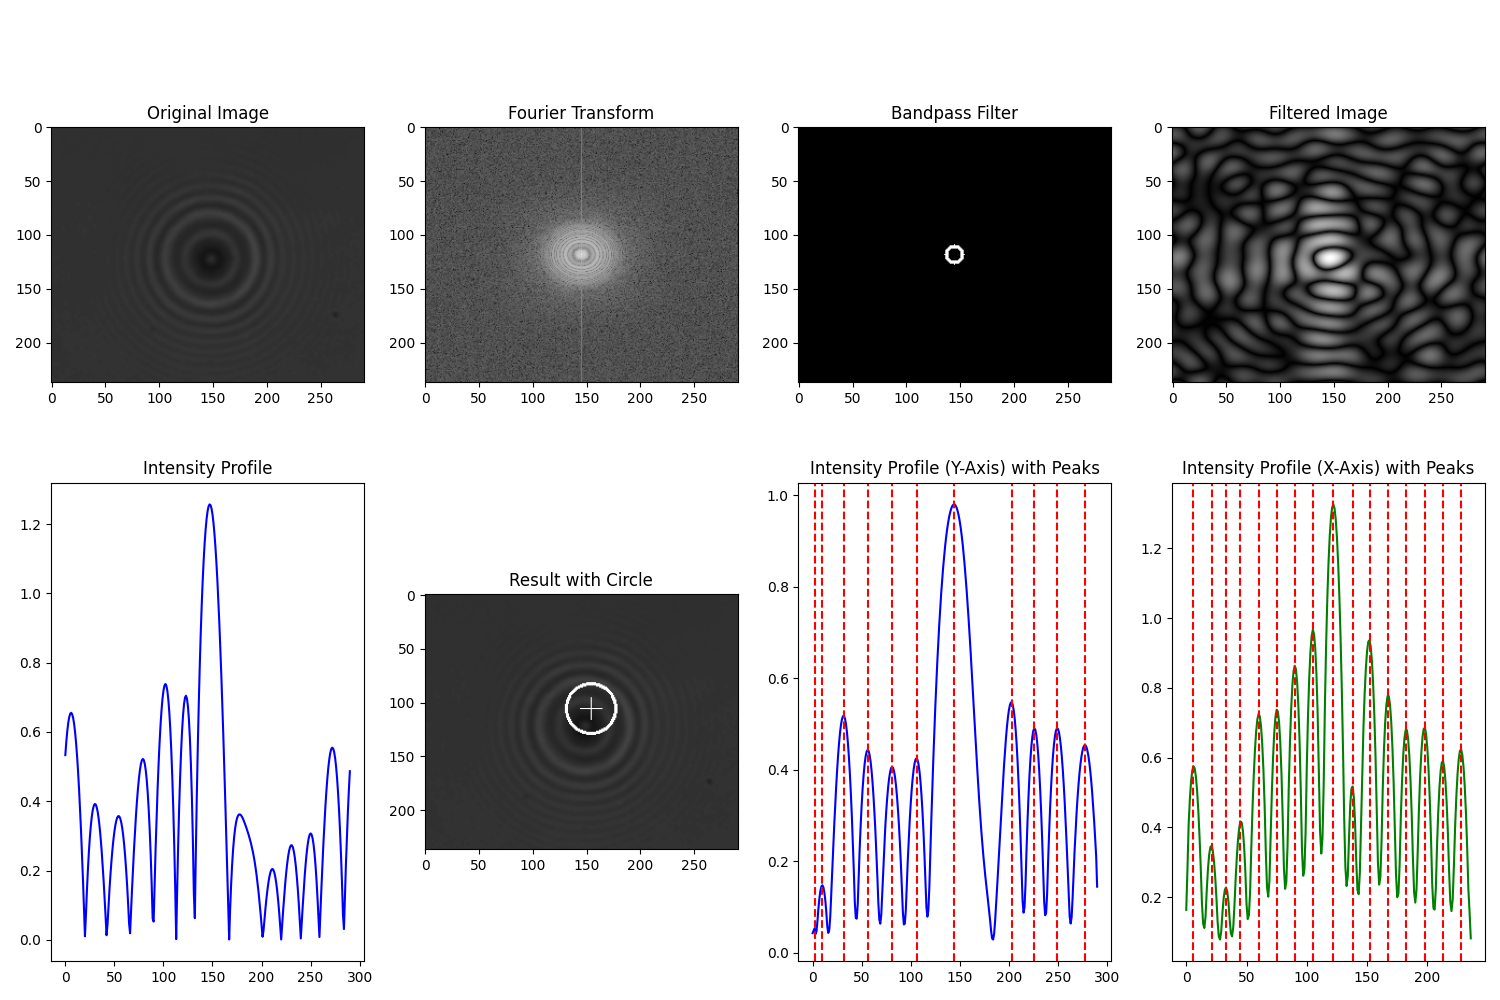 Original Image
Fourier Transform
Bandpass Filter
Filtered Image
0
50
100
150
200
0 50 100 150 200 250
0
50
100
150
200
0 50 100 150 200 250
0
50
100
150
200
0 50 100 150 200 250
0
50
100
150
200
0 50 100 150 200 250
Intensity Profile
1.2
1.0
0.8
0.6
0.4
0.2
0.0
0 50 100 150 200 250 300
Result with Circle
0
50
100
150
200
0 50 100 150 200 250
Intensity Profile (Y-Axis) with Peaks
1.0
0.8
0.6
0.4
0.2
0.0
0 50 100 150 200 250 300
Intensity Profile (X-Axis) with Peaks
1.2
1.0
0.8
0.6
0.4
0.2
0 50 100 150 200